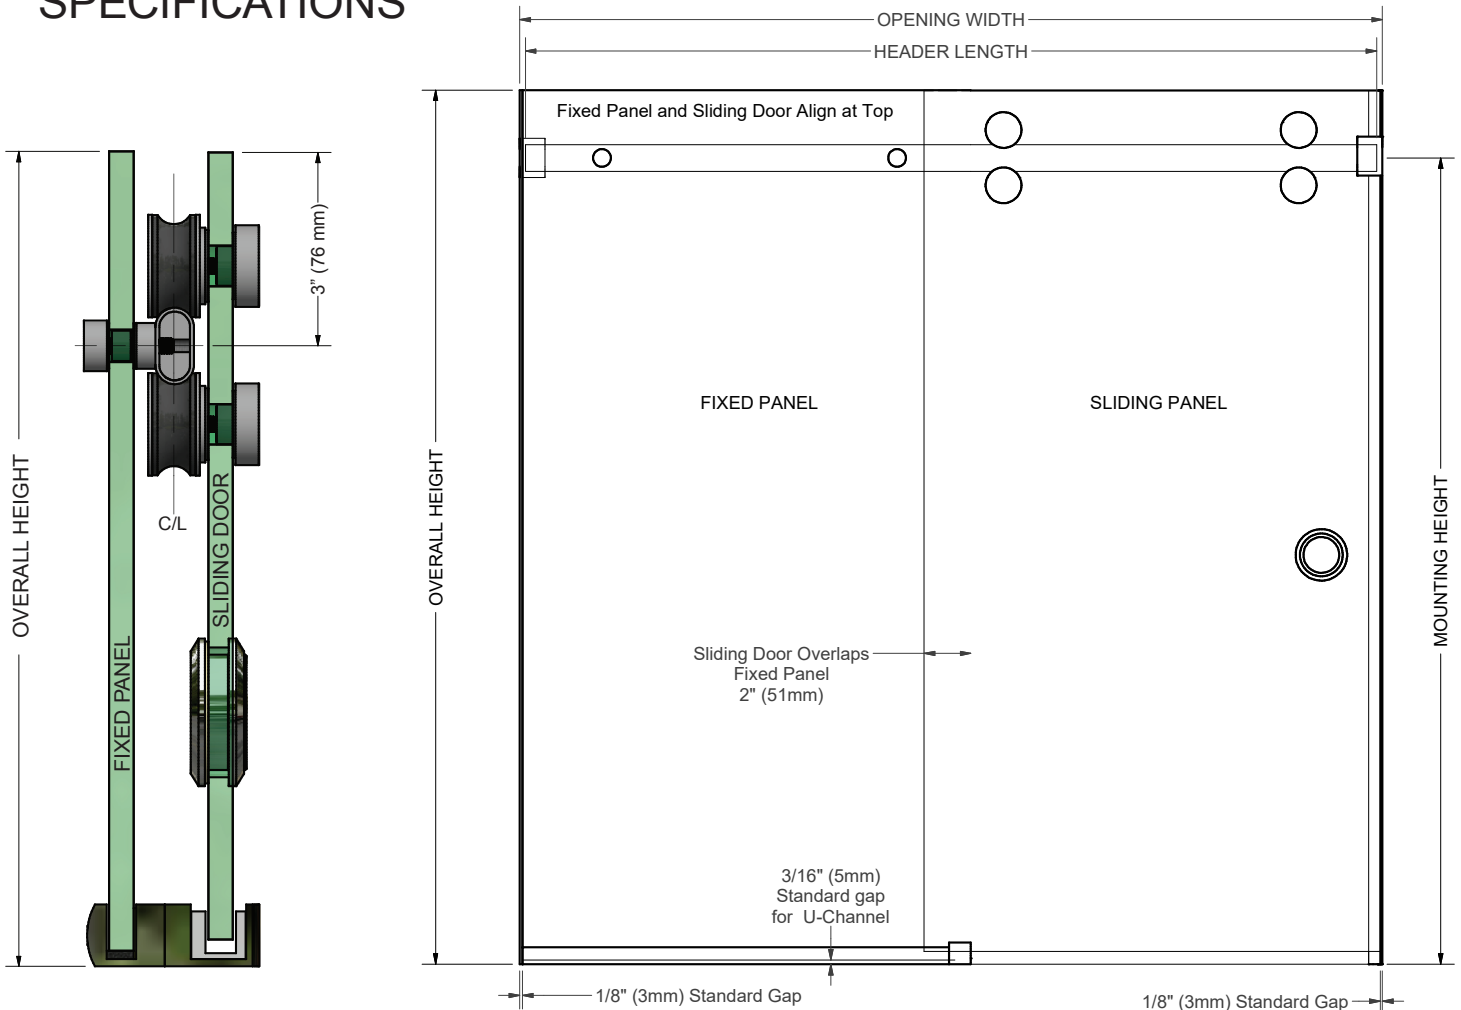 SPECIFICATIONS
OPENING WIDTH
HEADER LENGTH
Fixed Panel and Sliding Door Align at Top
3” (76 mm)
FIXED PANEL
SLIDING PANEL
OVERALL HEIGHT
OVERALL HEIGHT
MOUNTING HEIGHT
C/L
SLIDING DOOR
FIXED PANEL
Sliding Door Overlaps
Fixed Panel
2" (51mm)
3/16" (5mm)
Standard gap
for U-Channel
1/8" (3mm) Standard Gap
1/8" (3mm) Standard Gap